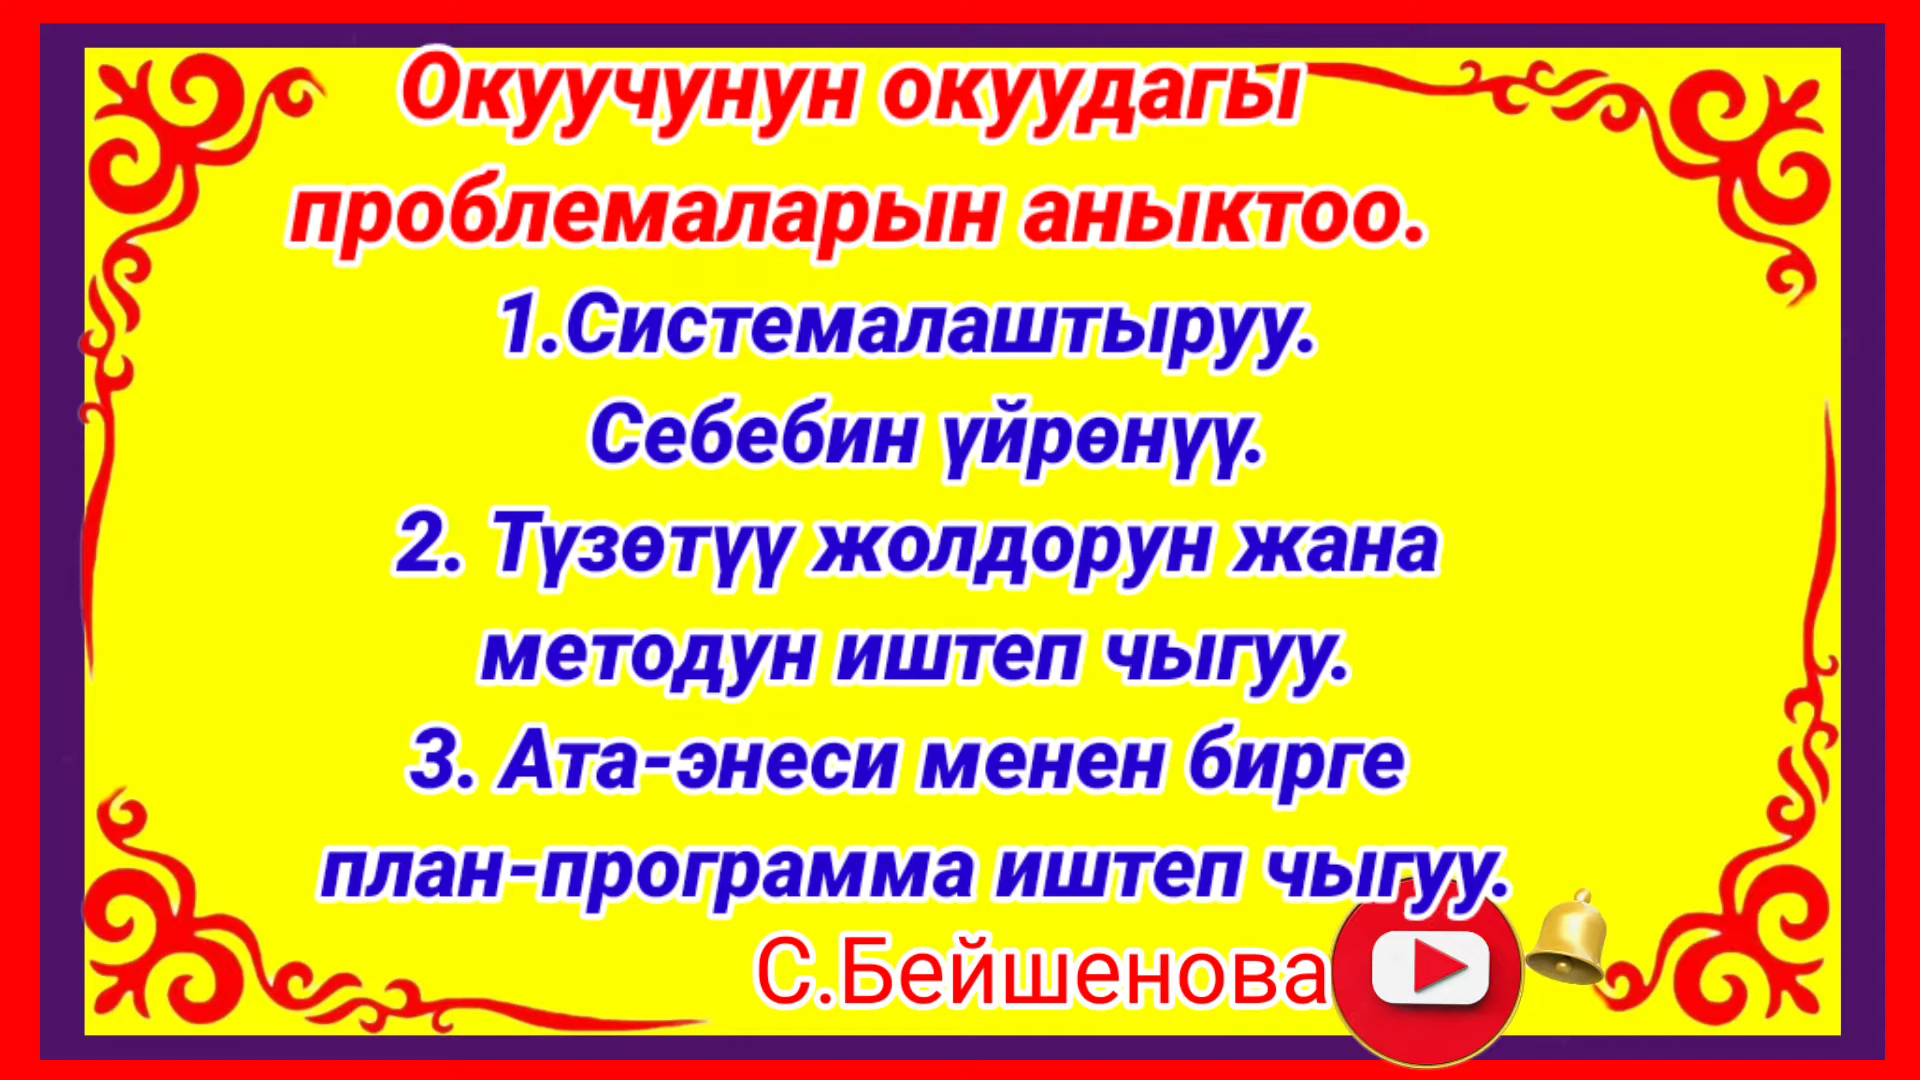 Окуучунун окуудагы
проблемаларын аныктоо.
1.Системалаштыруу.
Себебин үйрөнүү.
2. Түзөтүү жолдорун жана
методун иштеп чыгуу.
3. Ата-энеси менен бирге
план-программа иштеп чыгуу.
С.Бейшенова